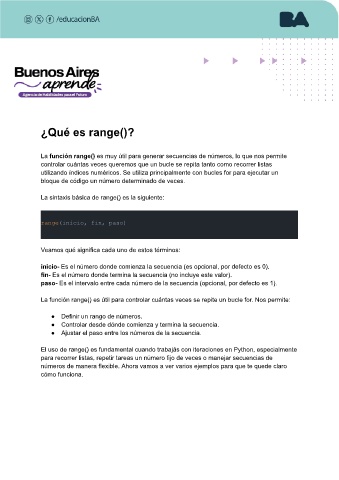 /educacionBA
BA
Buenos Aires
aprende
Agencia de Habilidades para el Futuro
¿Qué es range()?
La función range() es muy útil para generar secuencias de números, lo que nos permite
controlar cuántas veces queremos que un bucle se repita tanto como recorrer listas
utilizando índices numéricos. Se utiliza principalmente con bucles for para ejecutar un
bloque de código un número determinado de veces.
La sintaxis básica de range() es la siguiente:
range(inicio, fin, paso)
Veamos qué significa cada uno de estos términos:
inicio- Es el número donde comienza la secuencia (es opcional, por defecto es 0).
fin- Es el número donde termina la secuencia (no incluye este valor).
paso- Es el intervalo entre cada número de la secuencia (opcional, por defecto es 1).
La función range() es útil para controlar cuántas veces se repite un bucle for. Nos permite:
● Definir un rango de números.
● Controlar desde dónde comienza y termina la secuencia.
● Ajustar el paso entre los números de la secuencia.
El uso de range() es fundamental cuando trabajás con iteraciones en Python, especialmente
para recorrer listas, repetir tareas un número fijo de veces o manejar secuencias de
números de manera flexible. Ahora vamos a ver varios ejemplos para que te quede claro
cómo funciona.